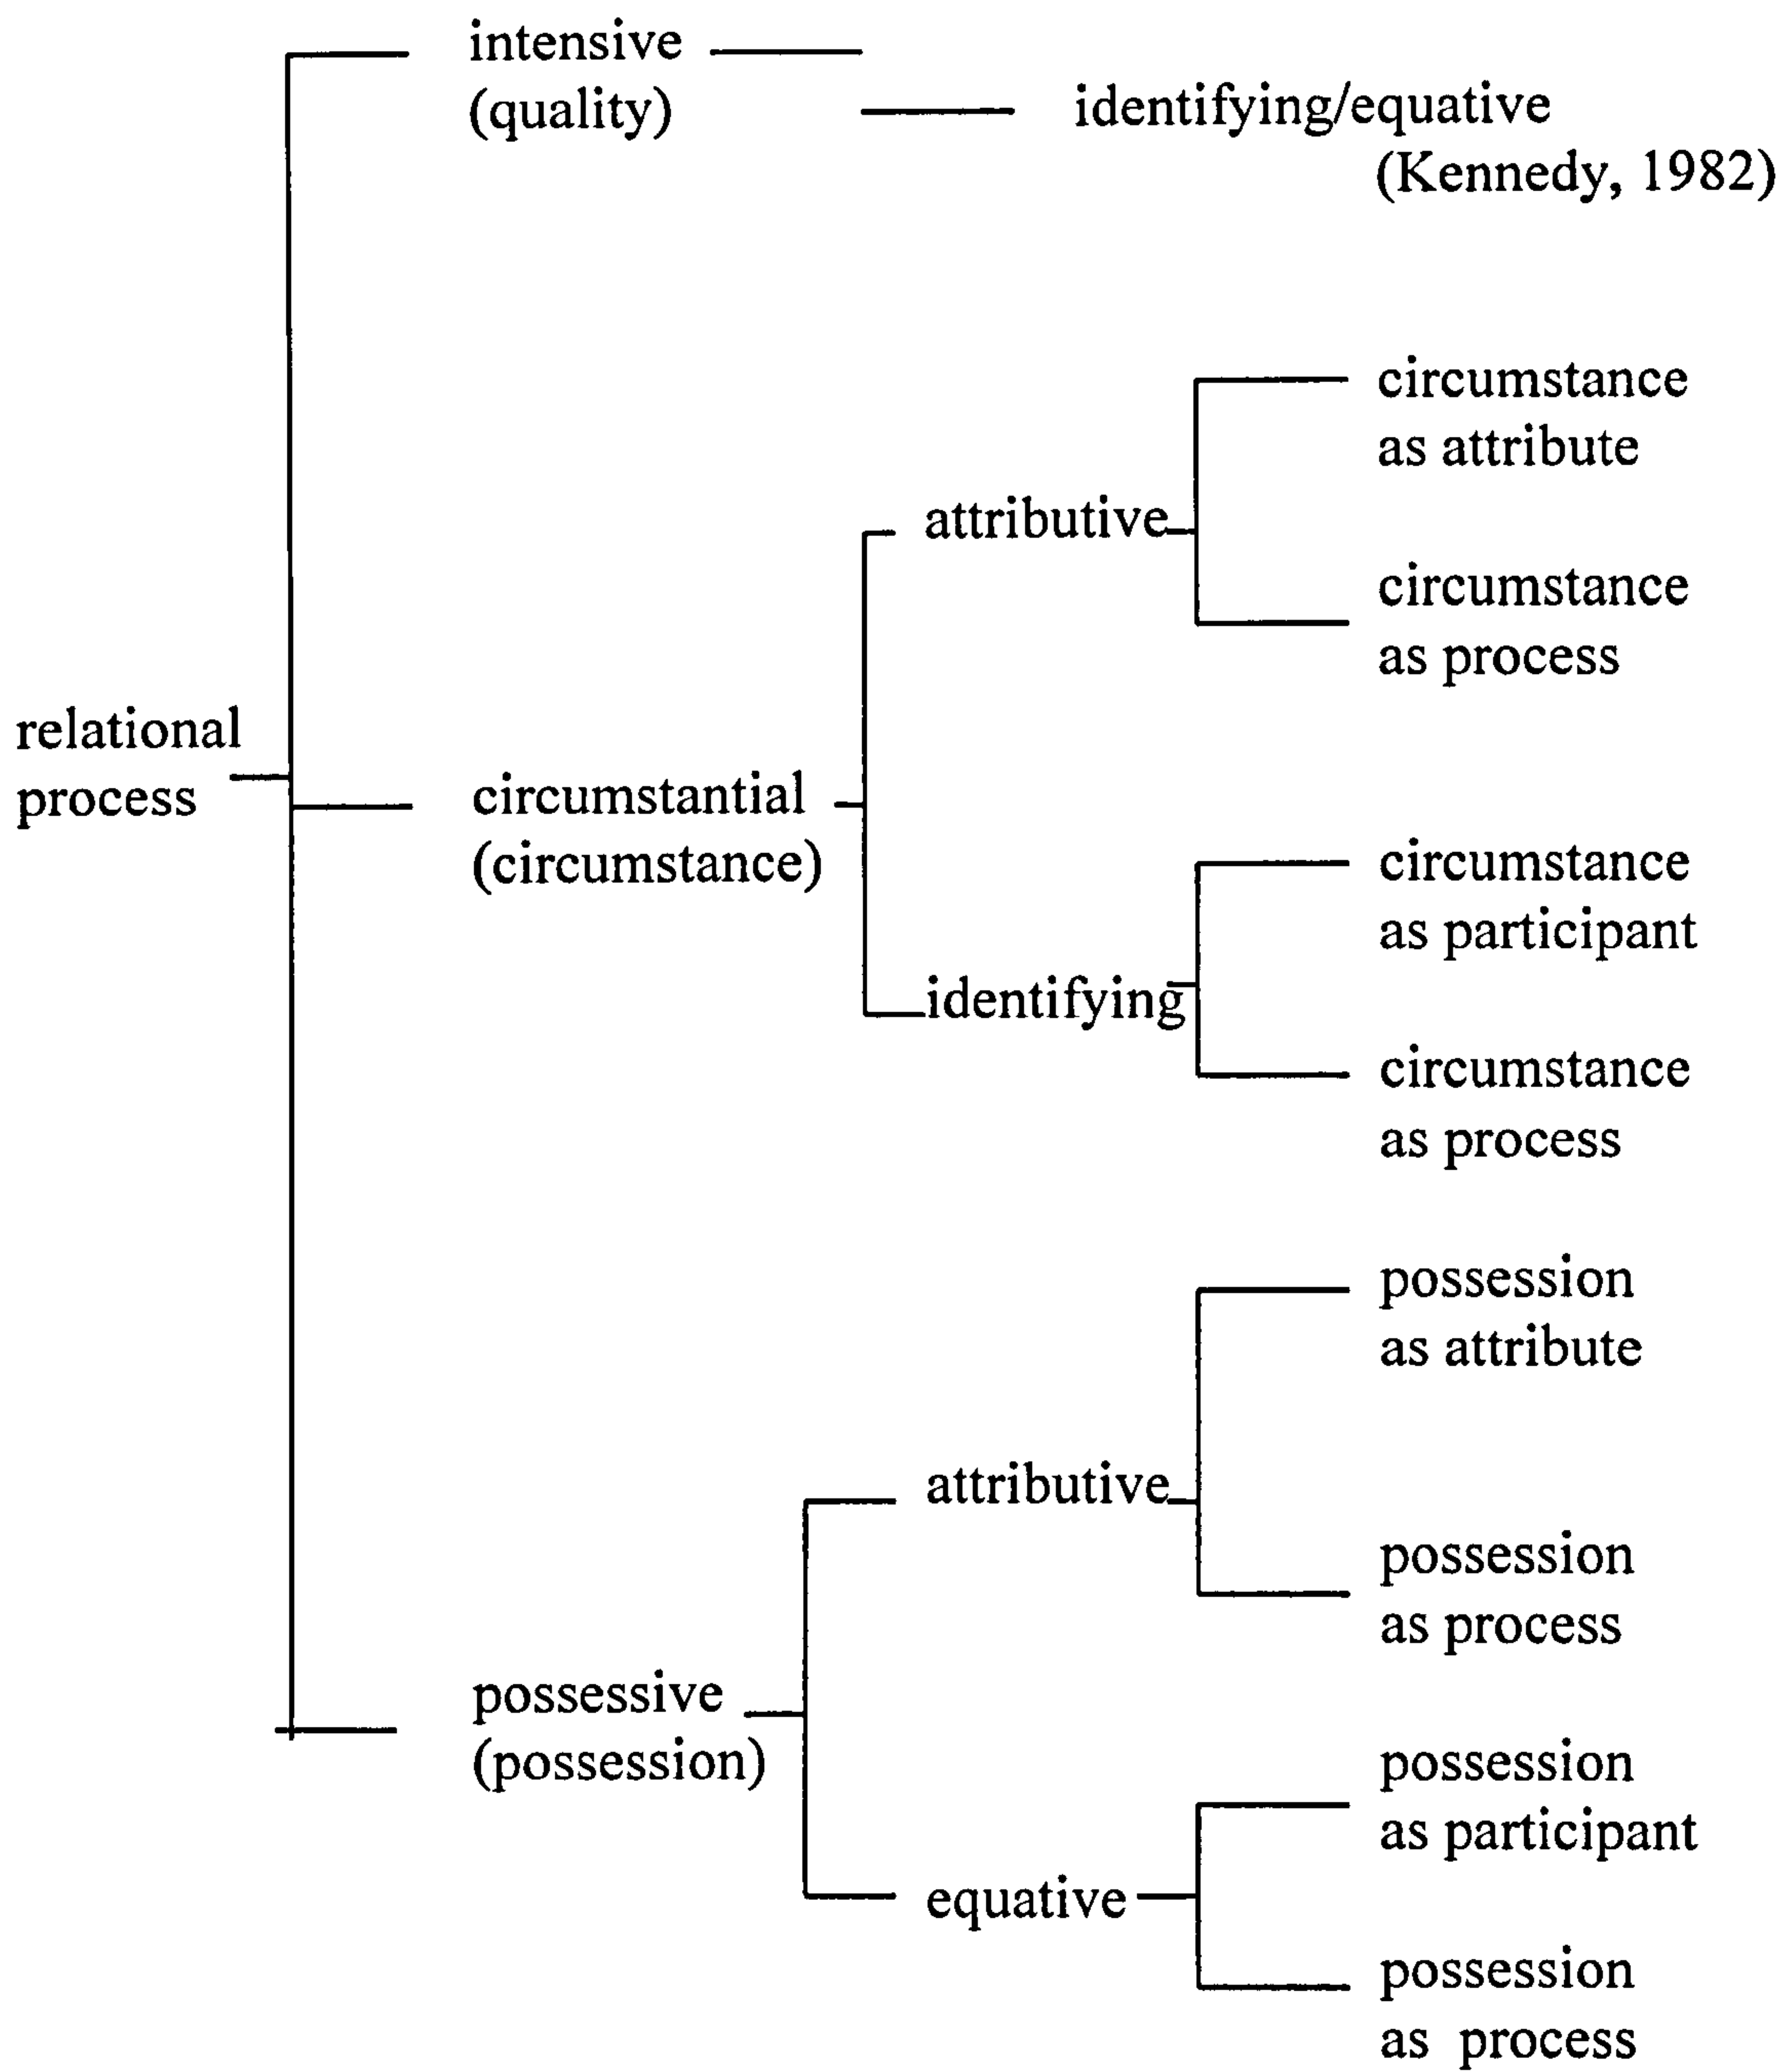 intensive
(quality)
identifying/equative
(Kennedy, 1982)
circumstance
as attribute
attributive
circumstance
as process
relational
process
circumstantial
(circumstance)
circumstance
as participant
identifying
circumstance
as process
possession
as attribute
attributive
possession
as process
possessive
(possession)
possession
as participant
equative
possession
as process